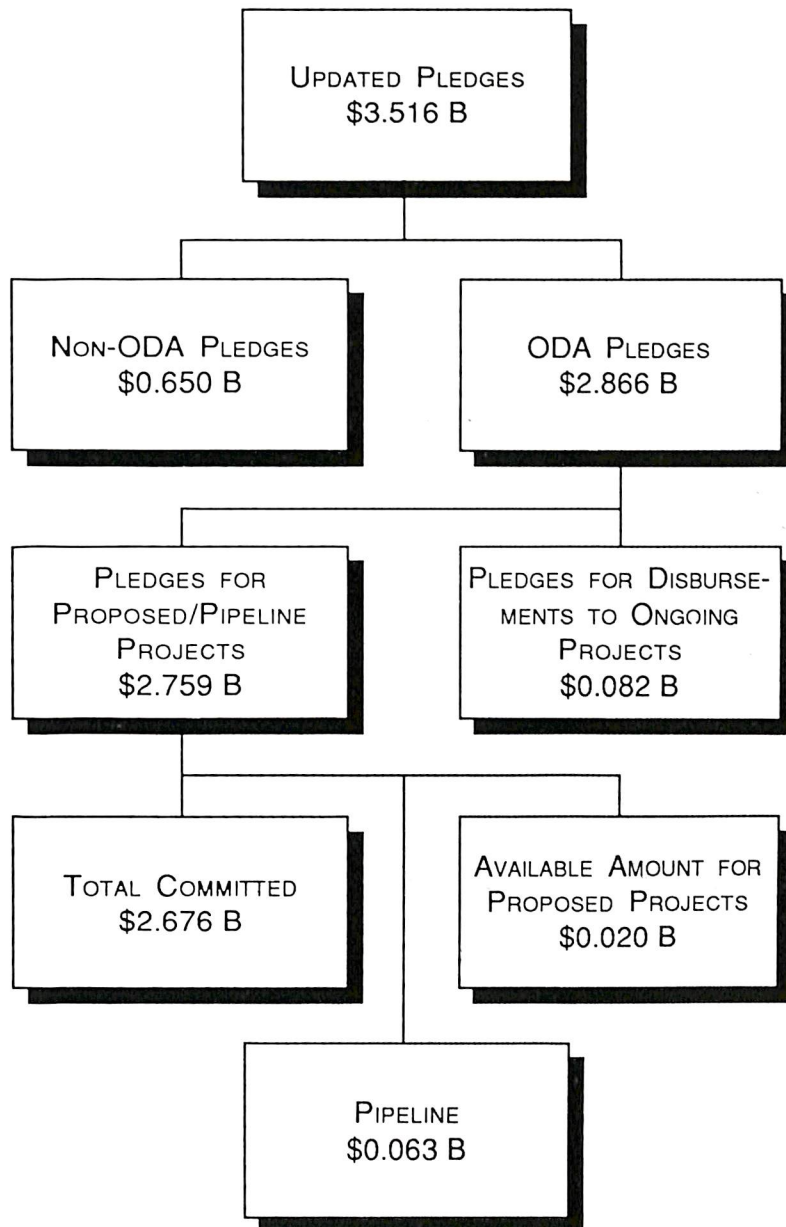 Updated Pledges
$3.516 B
Non-ODA Pledges
$0.650 B
ODA Pledges
$2.866 B
Pledges for
Proposed/Pipeline
Projects
$2.759 B
Pledges for Disburse-
ments to Ongoing
Projects
$0.082 B
Total Committed
$2.676 B
Available Amount for
Proposed Projects
$0.020 B
Pipeline
$0.063 B